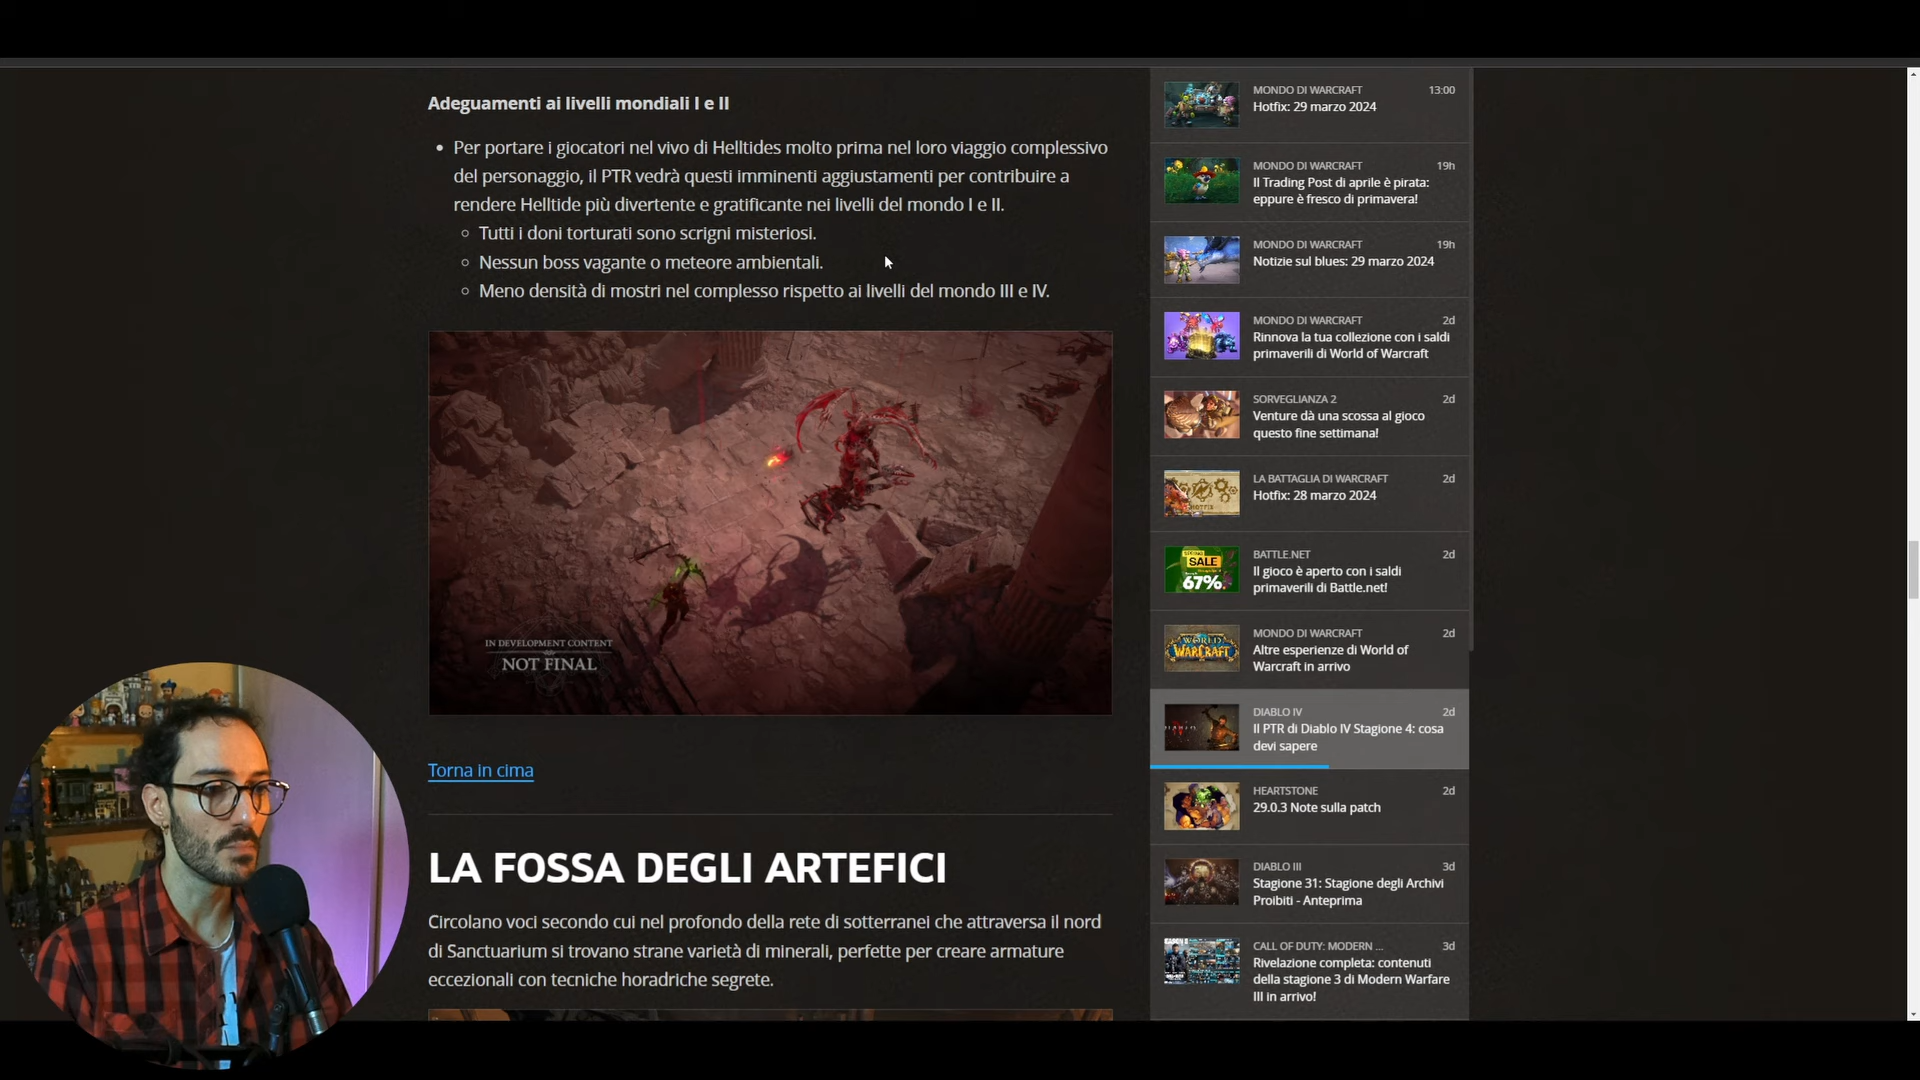 Adeguamenti ai livelli mondiali I e II
Per portare i giocatori nel vivo di Helltides molto prima nel loro viaggio complessivo
del personaggio, il PTR vedrà questi imminenti aggiustamenti per contribuire a
rendere Helltide più divertente e gratificante nei livelli del mondo I e II.
Tutti i doni torturati sono scrigni misteriosi.
Nessun boss vagante o meteore ambientali.
Meno densità di mostri nel complesso rispetto ai livelli del mondo III e IV.
IN DEVELOPMENT CONTENT
NOT FINAL
Torna in cima
LA FOSSA DEGLI ARTEFICI
Circolano voci secondo cui nel profondo della rete di sotterranei che attraversa il nord
di Sanctuarium si trovano strane varietà di minerali, perfette per creare armature
eccezionali con tecniche horadriche segrete.
MONDO DI WARCRAFT 13:00
Hotfix: 29 marzo 2024
MONDO DI WARCRAFT 19h
Il Trading Post di aprile è pirata:
eppure è fresco di primavera!
MONDO DI WARCRAFT 19h
Notizie sul blues: 29 marzo 2024
MONDO DI WARCRAFT 2d
Rinnova la tua collezione con i saldi
primaverili di World of Warcraft
SORVEGLIANZA 2 2d
Venture dà una scossa al gioco
questo fine settimana!
LA BATTAGLIA DI WARCRAFT 2d
Hotfix: 28 marzo 2024
HOTFIX
BATTLE.NET 2d
Il gioco è aperto con i saldi
primaverili di Battle.net!
SALE
67%
MONDO DI WARCRAFT 2d
Altre esperienze di World of
Warcraft in arrivo
WORLD
WARCRAFT
DIABLO IV 2d
Il PTR di Diablo IV Stagione 4: cosa
devi sapere
HEARTSTONE 2d
29.0.3 Note sulla patch
DIABLO III 3d
Stagione 31: Stagione degli Archivi
Proibiti - Anteprima
CALL OF DUTY: MODERN ... 3d
Rivelazione completa: contenuti
della stagione 3 di Modern Warfare
III in arrivo!